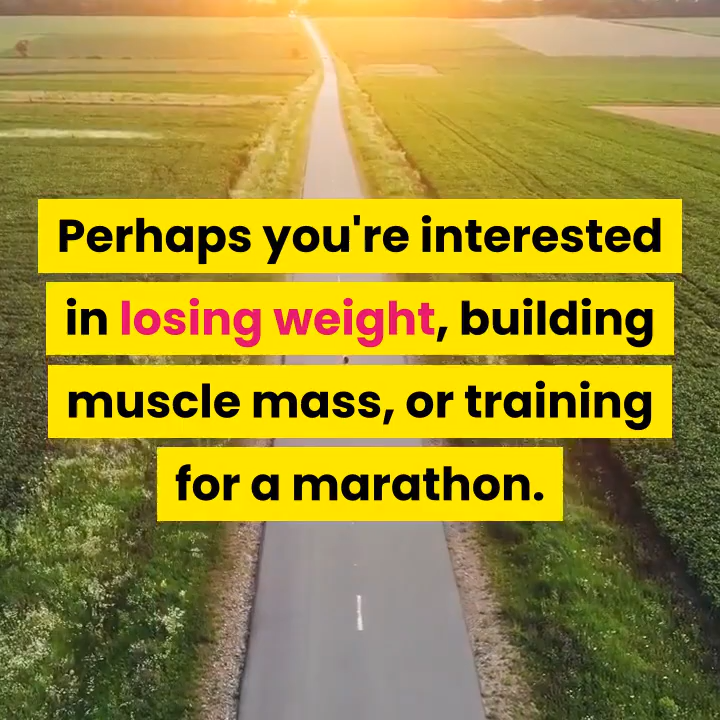 Perhaps you're interested
in losing weight, building
muscle mass, or training
for a marathon.